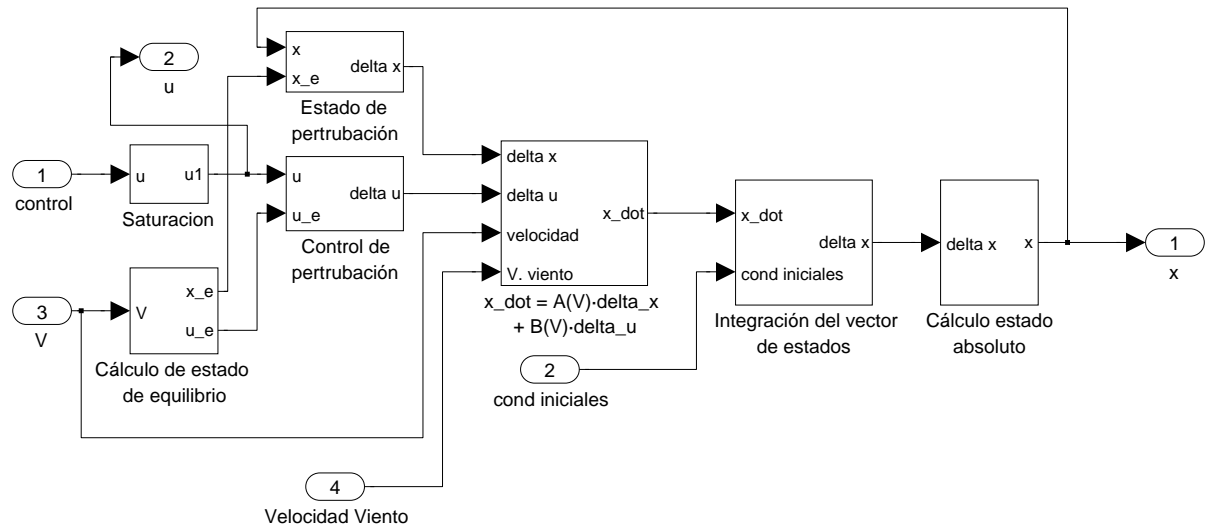 2
u
x
x_e
delta x
Estado de
pertrubación
1
control
u
u1
Saturacion
u
u_e
delta u
Control de
pertrubación
3
V
V
x_e
u_e
Cálculo de estado
de equilibrio
delta x
delta u
velocidad
V. viento
x_dot
x_dot = A(V)·delta_x
+ B(V)·delta_u
x_dot
cond iniciales
delta x
Integración del vector
de estados
delta x
x
Cálculo estado
absoluto
1
x
2
cond iniciales
4
Velocidad Viento